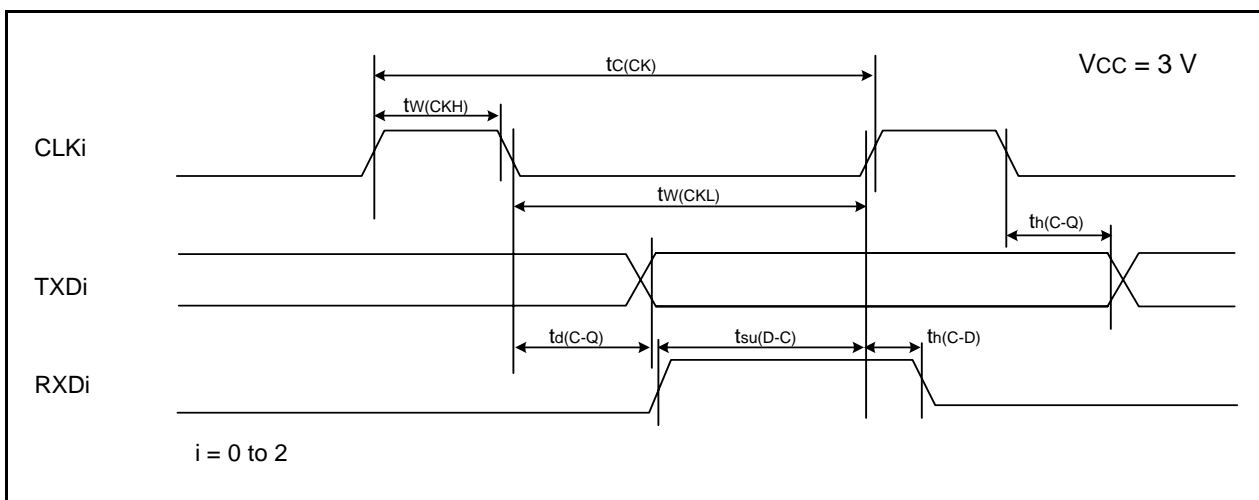 tC(CK)
VCC = 3 V
tW(CKH)
CLKi
tW(CKL)
th(C-Q)
TXDi
td(C-Q)
tsu(D-C)
th(C-D)
RXDi
i = 0 to 2